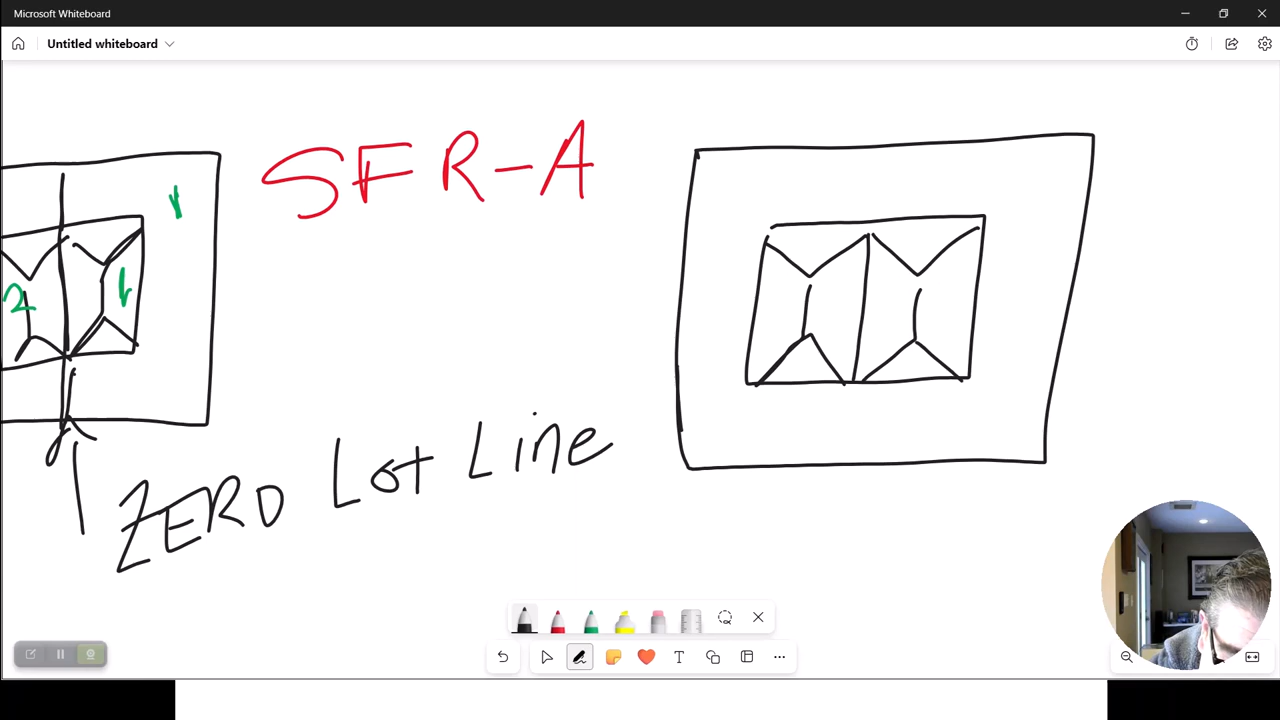 Microsoft Whiteboard
Untitled whiteboard
SFR-A
1
2
1
ZERO Lot Line